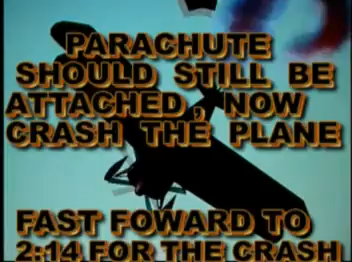 PARACHUTE
SHOULD STILL BE
ATTACHED, NOW
CRASH THE PLANE
FAST FOWARD TO
2:14 FOR THE CRASH